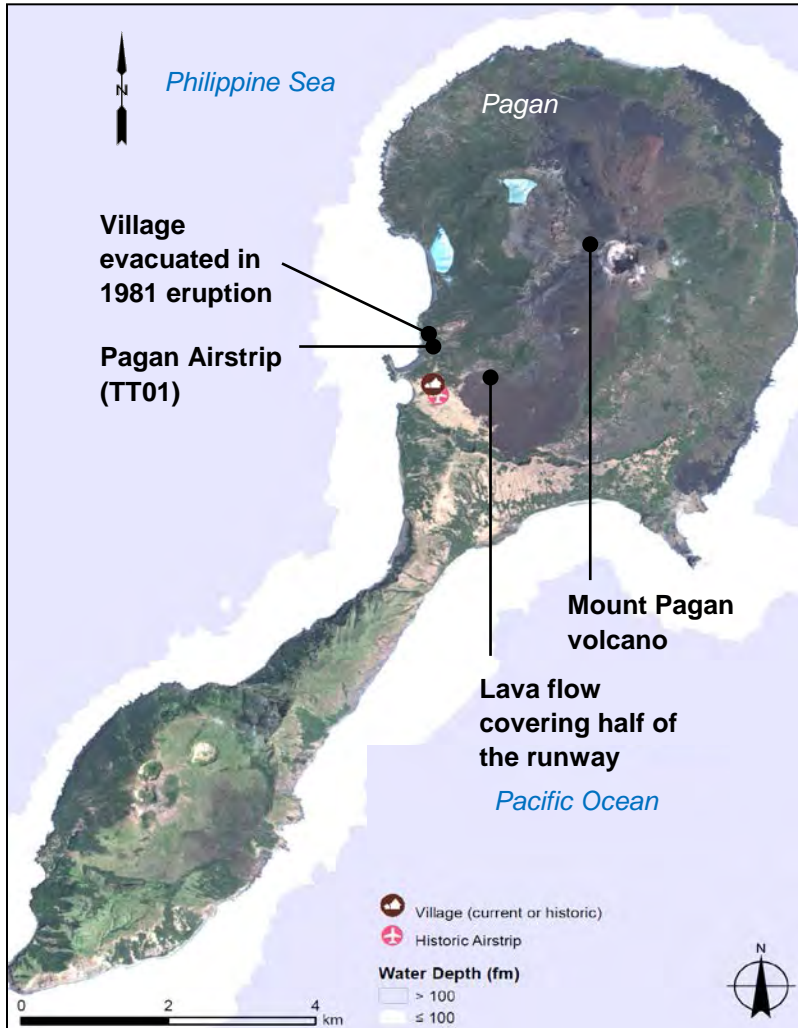 N
Philippine Sea
Pagan
Village
evacuated in
1981 eruption
Pagan Airstrip
(TT01)
Mount Pagan
volcano
Lava flow
covering half of
the runway
Pacific Ocean
Village (current or historic)
Historic Airstrip
Water Depth (fm)
> 100
≤ 100
N
0 2 4
km